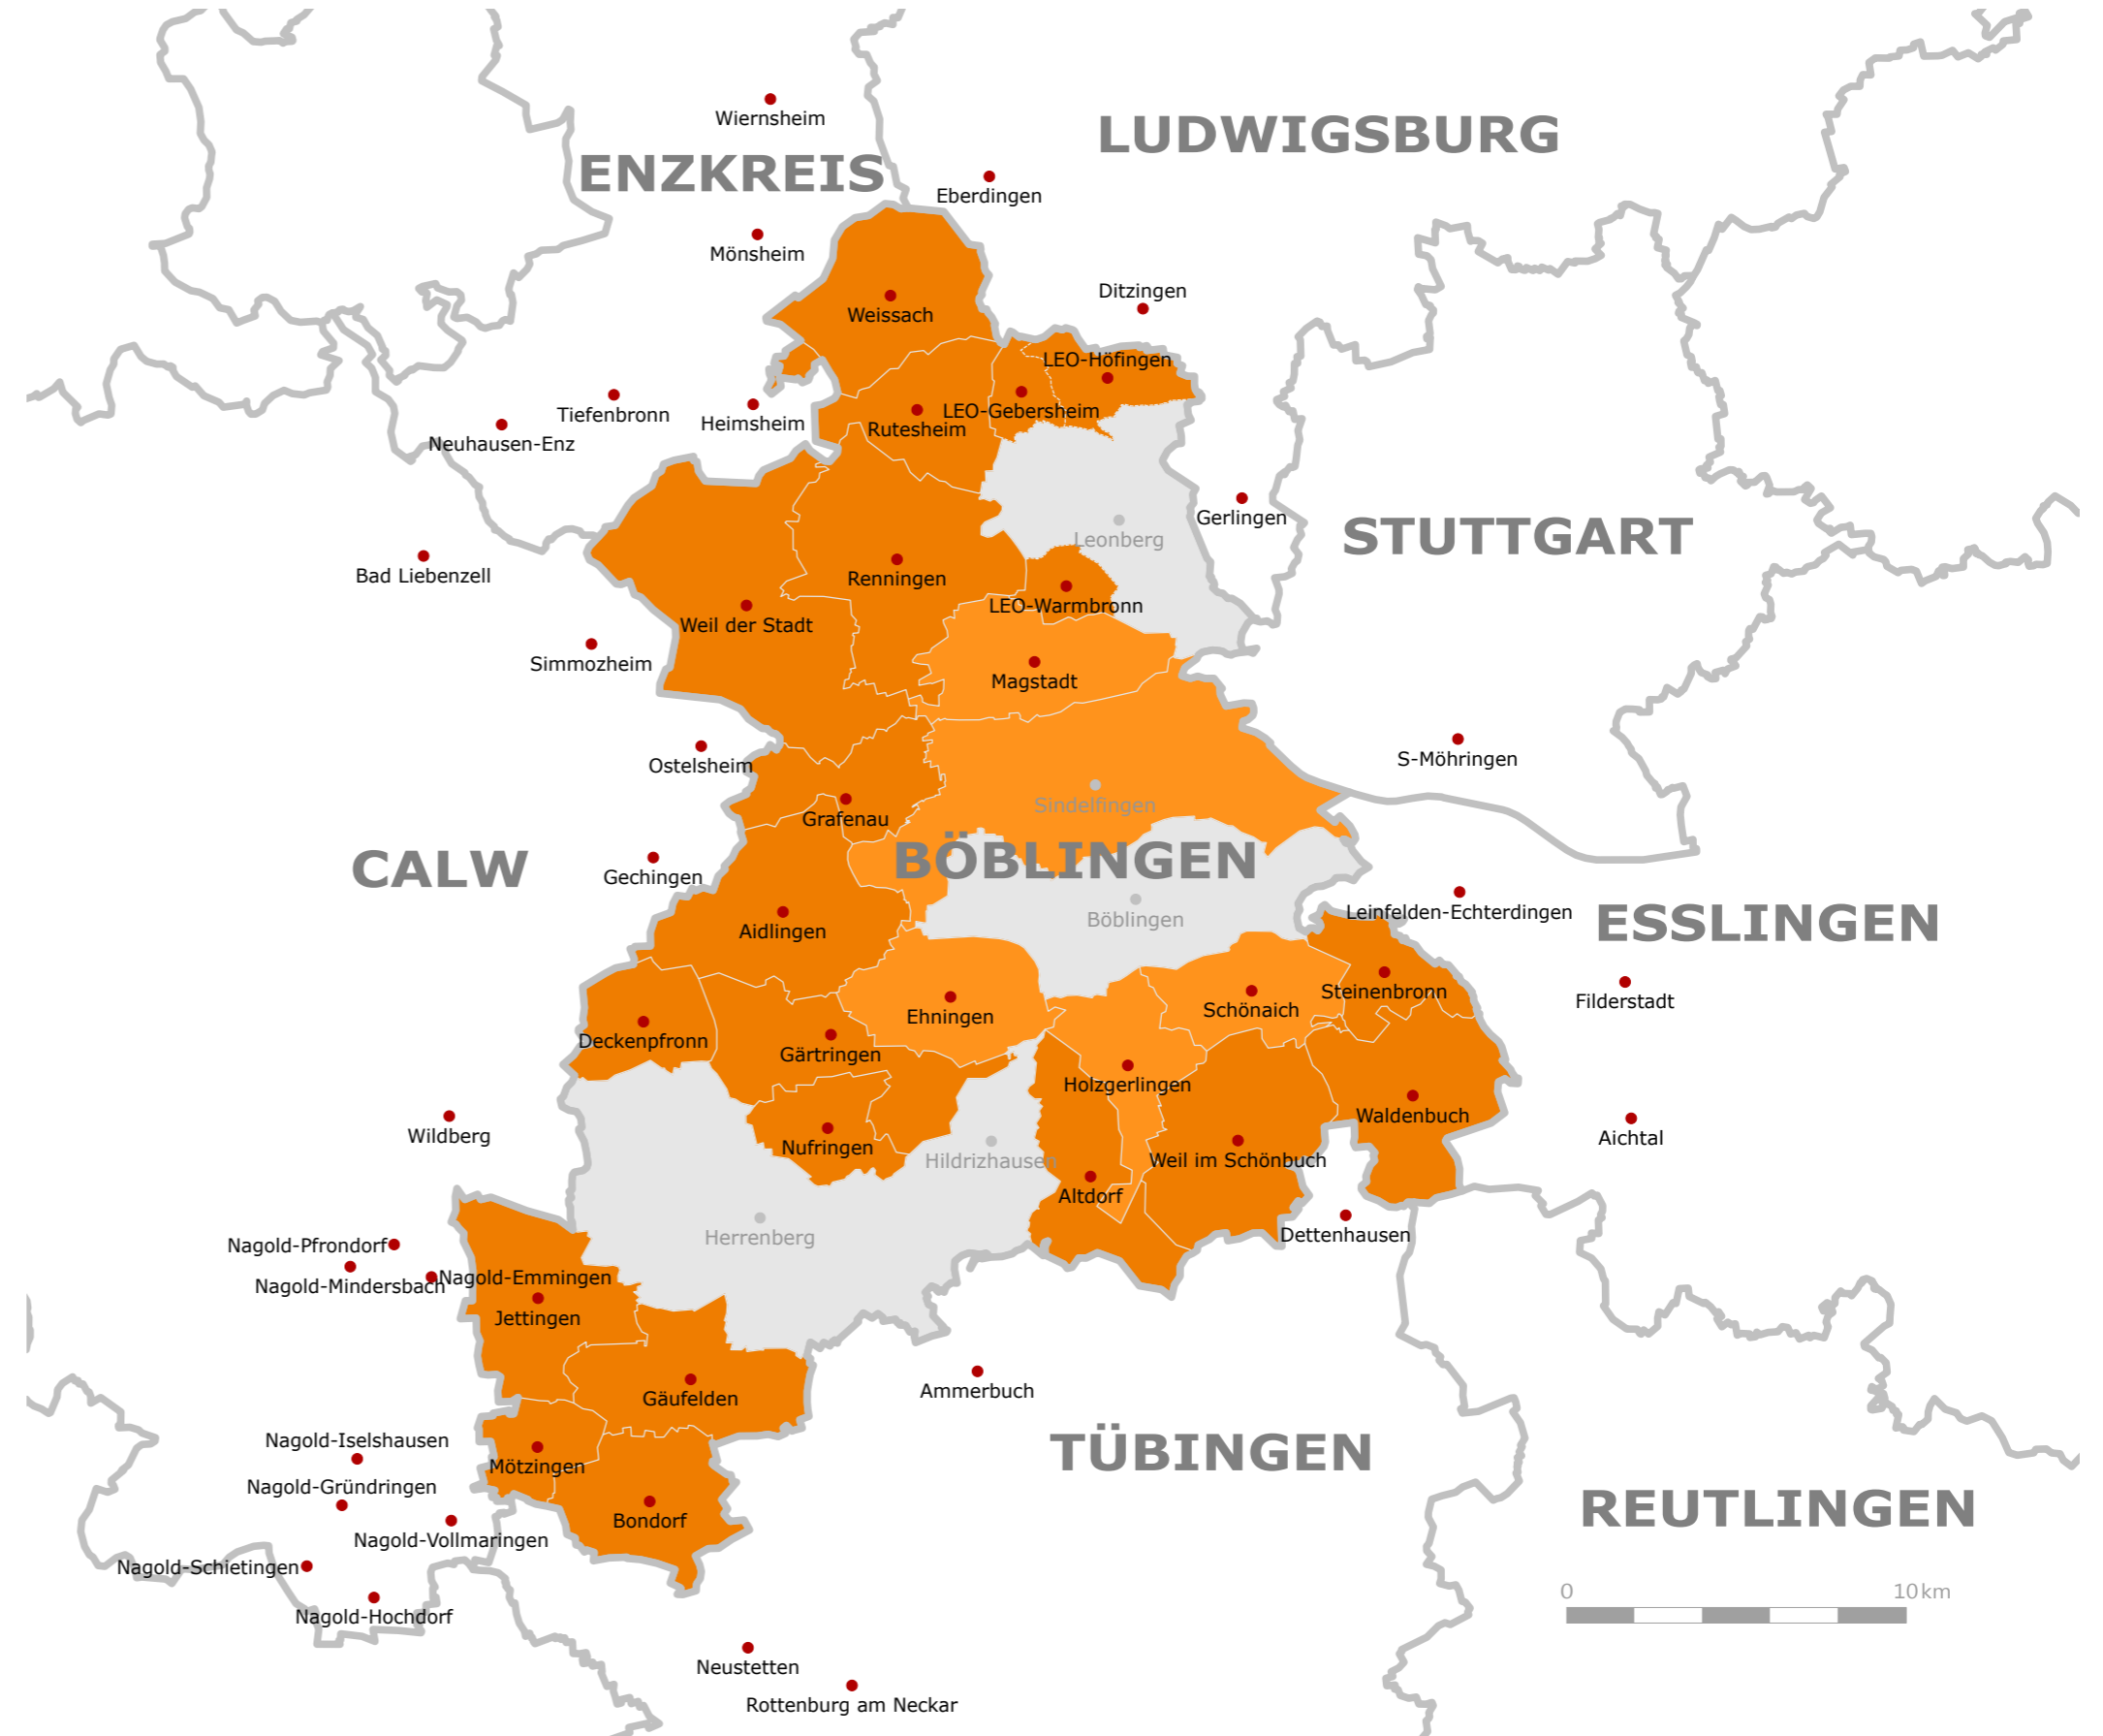 Wiernsheim
LUDWIGSBURG
ENZKREIS
Eberdingen
Mönsheim
Ditzingen
Weissach
LEO-Höfingen
Tiefenbronn
Heimsheim
LEO-Gebersheim
Rutesheim
Neuhausen-Enz
Gerlingen
STUTTGART
Leonberg
Bad Liebenzell
Renningen
LEO-Warmbronn
Weil der Stadt
Simmozheim
Magstadt
S-Möhringen
Ostelsheim
Sindelfingen
Grafenau
BÖBLINGEN
CALW
Gechingen
Leinfelden-Echterdingen
Böblingen
ESSLINGEN
Aidlingen
Steinenbronn
Filderstadt
Schönaich
Ehningen
Deckenpfronn
Gärtringen
Holzgerlingen
Waldenbuch
Wildberg
Aichtal
Nufringen
Hildrizhausen
Weil im Schönbuch
Altdorf
Herrenberg
Dettenhausen
Nagold-Pfrondorf
Nagold-Emmingen
Nagold-Mindersbach
Jettingen
Ammerbuch
Gäufelden
Nagold-Iselshausen
TÜBINGEN
Mötzingen
Nagold-Gründringen
REUTLINGEN
Bondorf
Nagold-Vollmaringen
Nagold-Schietingen
0 10km
Nagold-Hochdorf
Neustetten
Rottenburg am Neckar